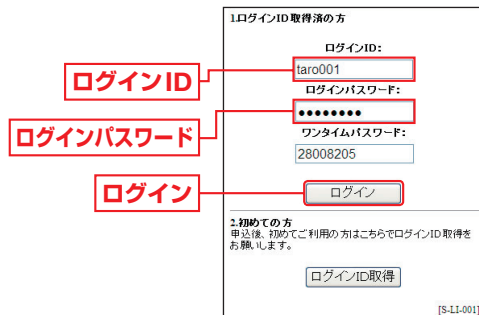 1.ログインID取得済の方
ログインID:
ログインID
taro001
ログインパスワード:
ログインパスワード
●●●●●●●●
ワンタイムパスワード:
28008205
ログイン
ログイン
2.初めての方
申込後、初めてご利用の方はこちらでログインID取得を
お願いします。
ログインID取得
[S-LI-001]